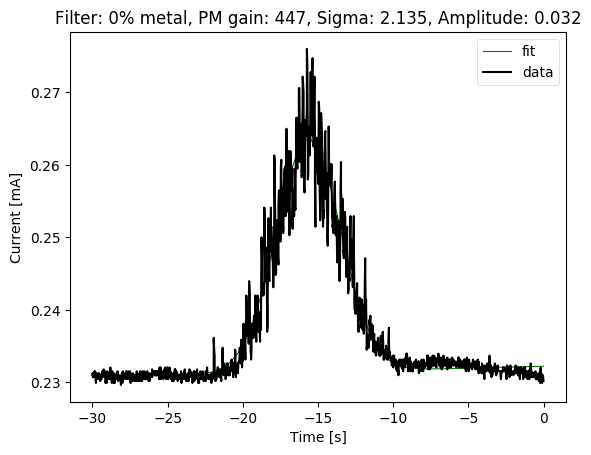 Filter: 0% metal, PM gain: 447, Sigma: 2.135, Amplitude: 0.032
fit
data
0.27
0.26
0.25
0.24
0.23
Current [mA]
−30 −25 −20 −15 −10 −5 0
Time [s]